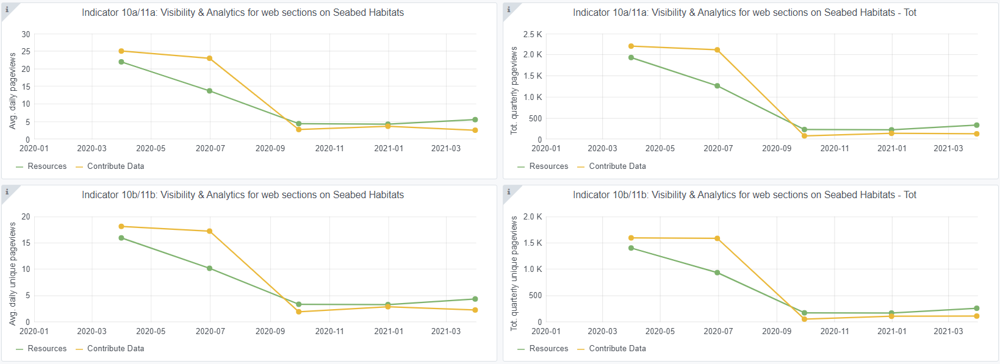 i
Indicator 10a/11a: Visibility & Analytics for web sections on Seabed Habitats
Avg. daily pageviews
30
25
20
15
10
5
0
2020-01 2020-03 2020-05 2020-07 2020-09 2020-11 2021-01 2021-03
Resources Contribute Data
i
Indicator 10a/11a: Visibility & Analytics for web sections on Seabed Habitats - Tot
Tot. quarterly pageviews
2.5 K
2.0 K
1.5 K
1.0 K
500
0
2020-01 2020-03 2020-05 2020-07 2020-09 2020-11 2021-01 2021-03
Resources Contribute Data
i
Indicator 10b/11b: Visibility & Analytics for web sections on Seabed Habitats
Avg. daily unique pageviews
20
15
10
5
0
2020-01 2020-03 2020-05 2020-07 2020-09 2020-11 2021-01 2021-03
Resources Contribute Data
i
Indicator 10b/11b: Visibility & Analytics for web sections on Seabed Habitats - Tot
Tot. quarterly unique pageviews
2.0 K
1.5 K
1.0 K
500
0
2020-01 2020-03 2020-05 2020-07 2020-09 2020-11 2021-01 2021-03
Resources Contribute Data